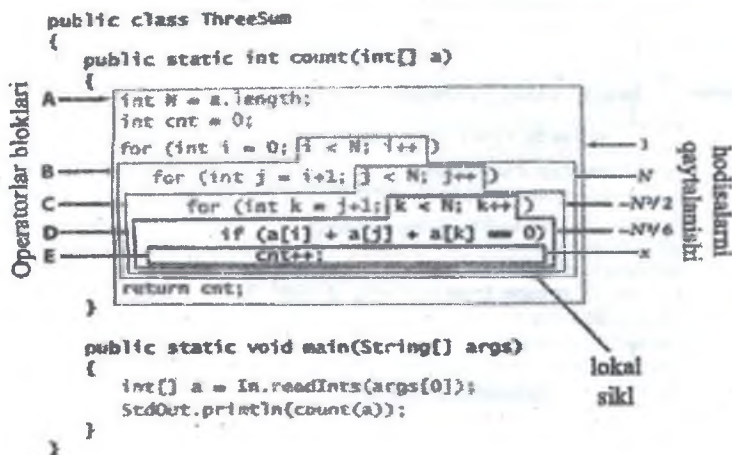 public class ThreeSum
{
public static int count(int[] a)
{
int N = a.length;
int cnt = 0;
for (int i = 0; i < N; i++)
for (int j = i+1; j < N; j++)
for (int k = j+1; k < N; k++)
if (a[i] + a[j] + a[k] == 0)
cnt++;
return cnt;
}
public static void main(String[] args)
{
int[] a = In.readInts(args[0]);
StdOut.println(count(a));
}
}
Operatorlar bloklari
A
B
C
D
E
1
N
~N²/2
~N³/6
x
hodisalarni
qaytalanishi
lokal
sikl